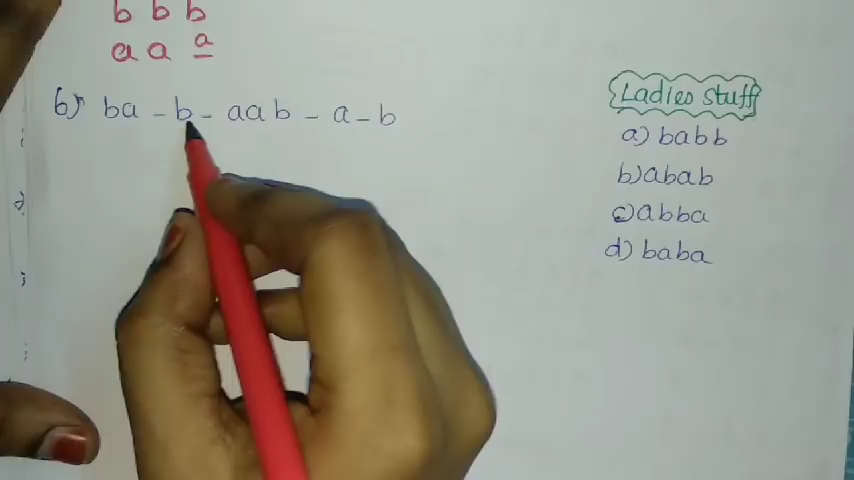 b b b
a a a
6) ba - b - aab - a - b
Ladies stuff
a) babb
b) abab
c) abba
d) baba